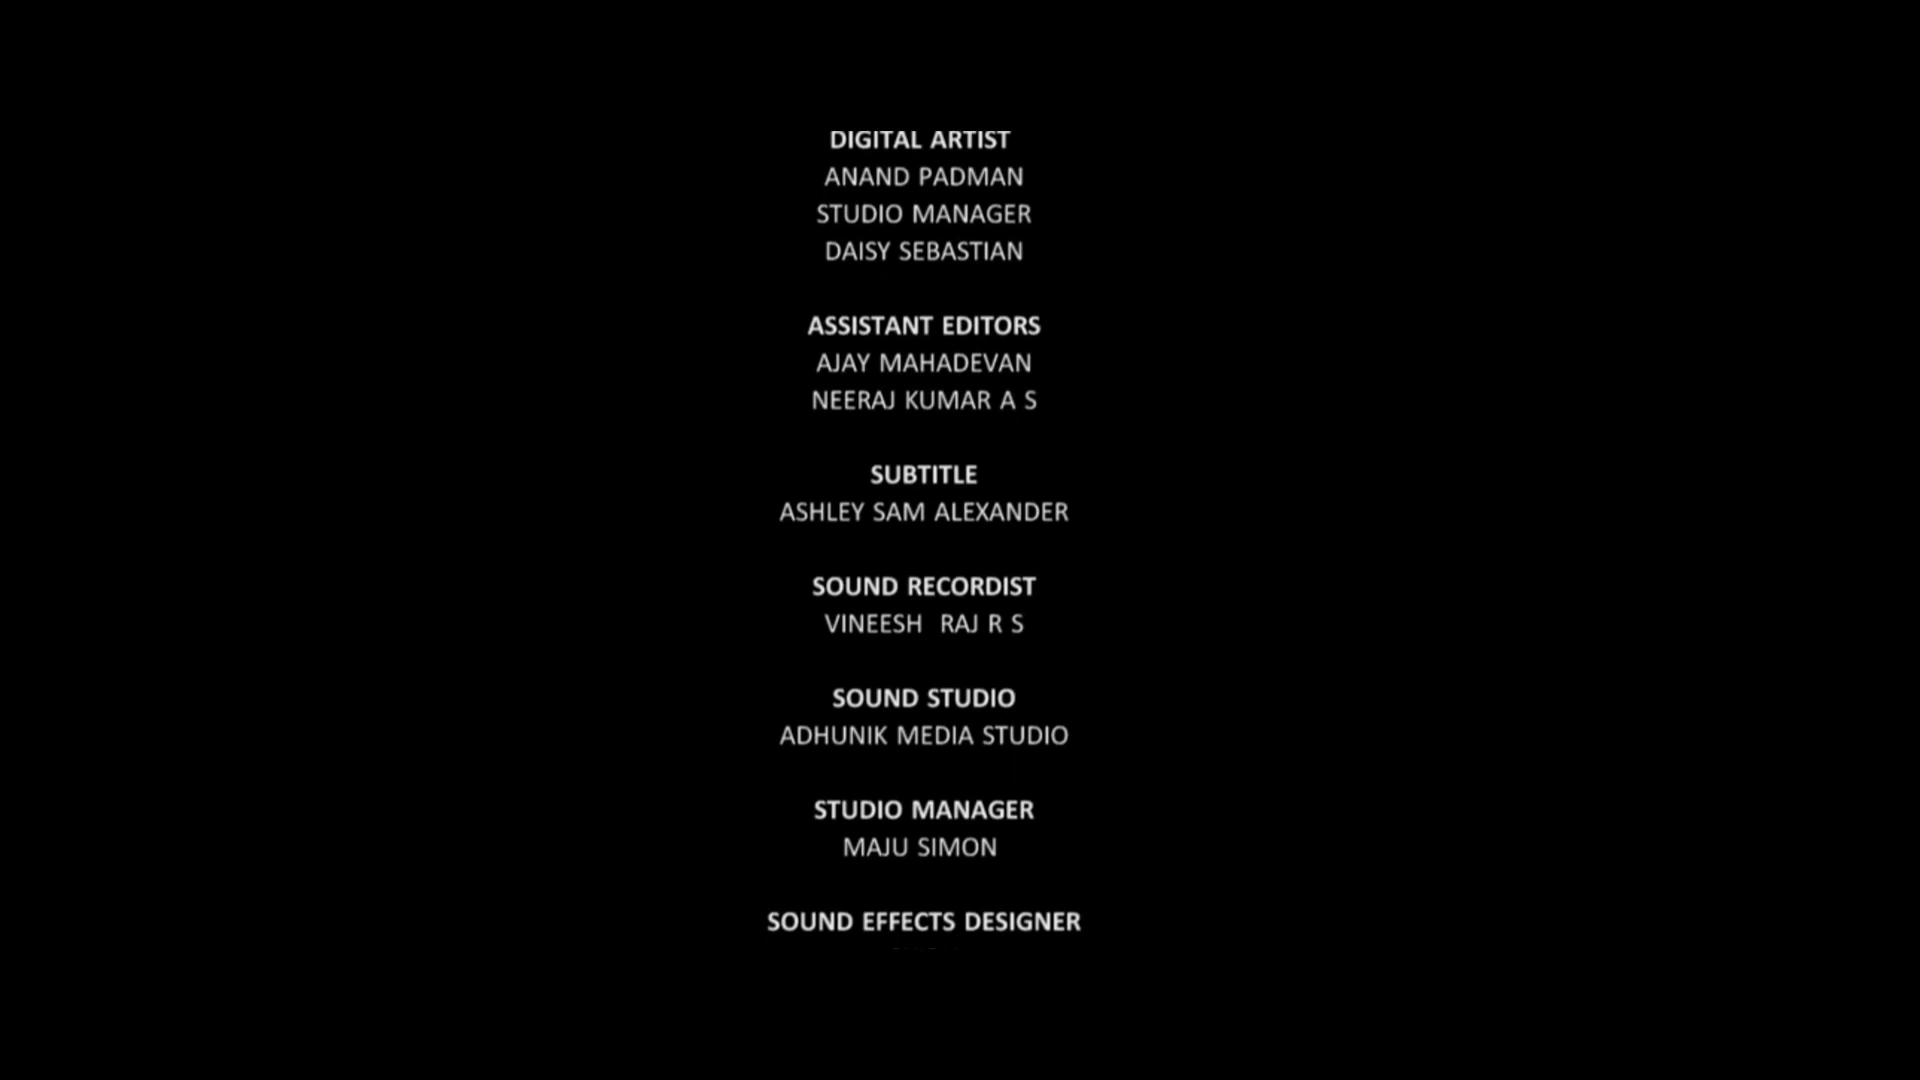 DIGITAL ARTIST
ANAND PADMAN
STUDIO MANAGER
DAISY SEBASTIAN
ASSISTANT EDITORS
AJAY MAHADEVAN
NEERAJ KUMAR A S
SUBTITLE
ASHLEY SAM ALEXANDER
SOUND RECORDIST
VINEESH  RAJ R S
SOUND STUDIO
ADHUNIK MEDIA STUDIO
STUDIO MANAGER
MAJU SIMON
SOUND EFFECTS DESIGNER